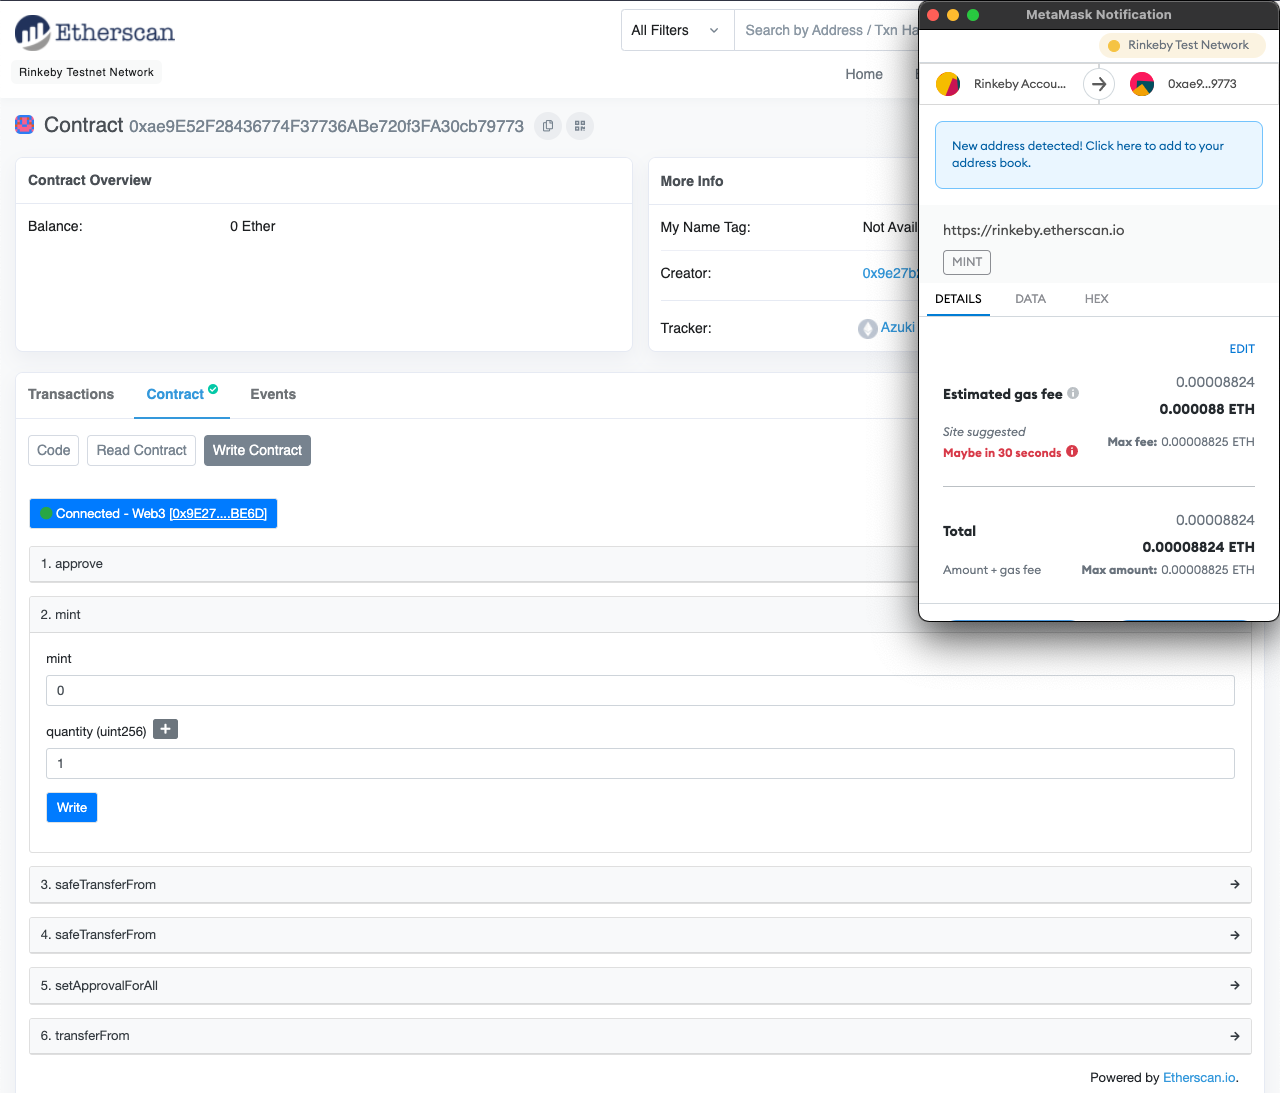 Etherscan
Rinkeby Testnet Network
All Filters
Search by Address / Txn Ha
Home
Contract 0xae9E52F28436774F37736ABe720f3FA30cb79773
Contract Overview
Balance:
0 Ether
More Info
My Name Tag:
Not Avail
Creator:
0x9e27b2
Tracker:
Azuki
Transactions
Contract
Events
Code
Read Contract
Write Contract
Connected - Web3 [0x9E27....BE6D]
1. approve
2. mint
mint
0
quantity (uint256)
1
Write
3. safeTransferFrom
4. safeTransferFrom
5. setApprovalForAll
6. transferFrom
Powered by Etherscan.io.
MetaMask Notification
Rinkeby Test Network
Rinkeby Accou...
0xae9...9773
New address detected! Click here to add to your
address book.
https://rinkeby.etherscan.io
MINT
DETAILS
DATA
HEX
EDIT
0.00008824
Estimated gas fee
0.000088 ETH
Site suggested
Maybe in 30 seconds
Max fee: 0.00008825 ETH
0.00008824
Total
0.00008824 ETH
Amount + gas fee
Max amount: 0.00008825 ETH